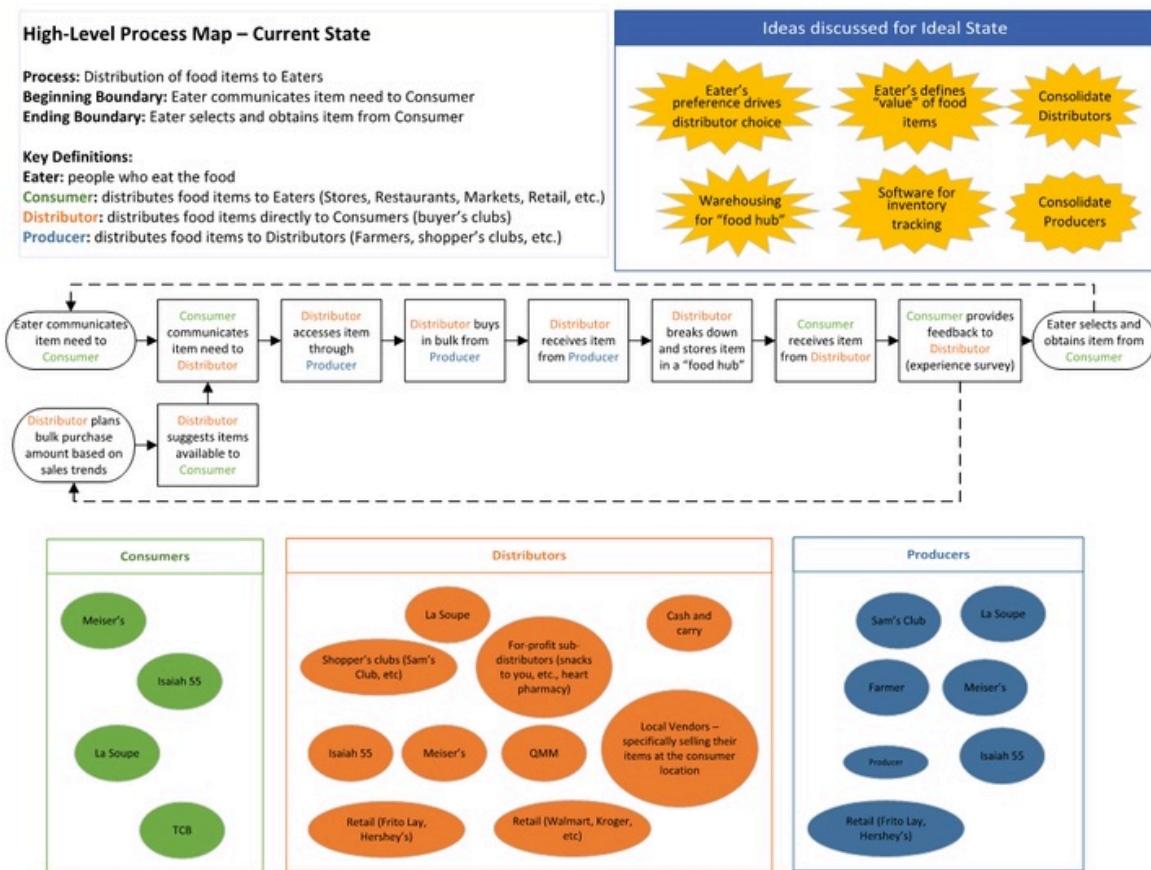 High-Level Process Map – Current State
Process: Distribution of food items to Eaters
Beginning Boundary: Eater communicates item need to Consumer
Ending Boundary: Eater selects and obtains item from Consumer
Key Definitions:
Eater: people who eat the food
Consumer: distributes food items to Eaters (Stores, Restaurants, Markets, Retail, etc.)
Distributor: distributes food items directly to Consumers (buyer's clubs)
Producer: distributes food items to Distributors (Farmers, shopper's clubs, etc.)
Ideas discussed for Ideal State
Eater's
preference drives
distributor choice
Eater's defines
"value" of food
items
Consolidate
Distributors
Warehousing
for "food hub"
Software for
inventory
tracking
Consolidate
Producers
Eater communicates
item need to
Consumer
Consumer
communicates
item need to
Distributor
Distributor
accesses item
through
Producer
Distributor buys
in bulk from
Producer
Distributor
receives item
from Producer
Distributor
breaks down
and stores item
in a "food hub"
Consumer
receives item
from Distributor
Consumer provides
feedback to
Distributor
(experience survey)
Eater selects and
obtains item from
Consumer
Distributor plans
bulk purchase
amount based on
sales trends
Distributor
suggests items
available to
Consumer
Consumers
Meiser's
Isaiah 55
La Soupe
TCB
Distributors
La Soupe
Cash and
carry
Shopper's clubs (Sam's
Club, etc)
For-profit sub-
distributors (snacks
to you, etc., heart
pharmacy)
Local Vendors –
specifically selling their
items at the consumer
location
Isaiah 55
Meiser's
QMM
Retail (Frito Lay,
Hershey's)
Retail (Walmart, Kroger,
etc)
Producers
Sam's Club
La Soupe
Farmer
Meiser's
Producer
Isaiah 55
Retail (Frito Lay,
Hershey's)